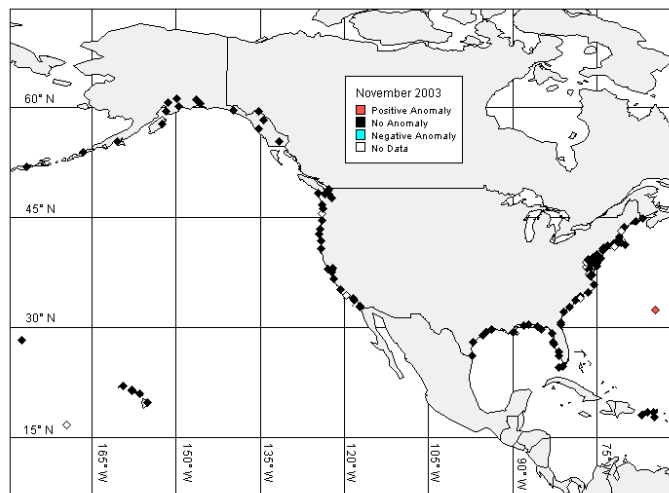 November 2003
Positive Anomaly
No Anomaly
Negative Anomaly
No Data
60° N
45° N
30° N
15° N
165° W
150° W
135° W
120° W
105° W
90° W
75° W